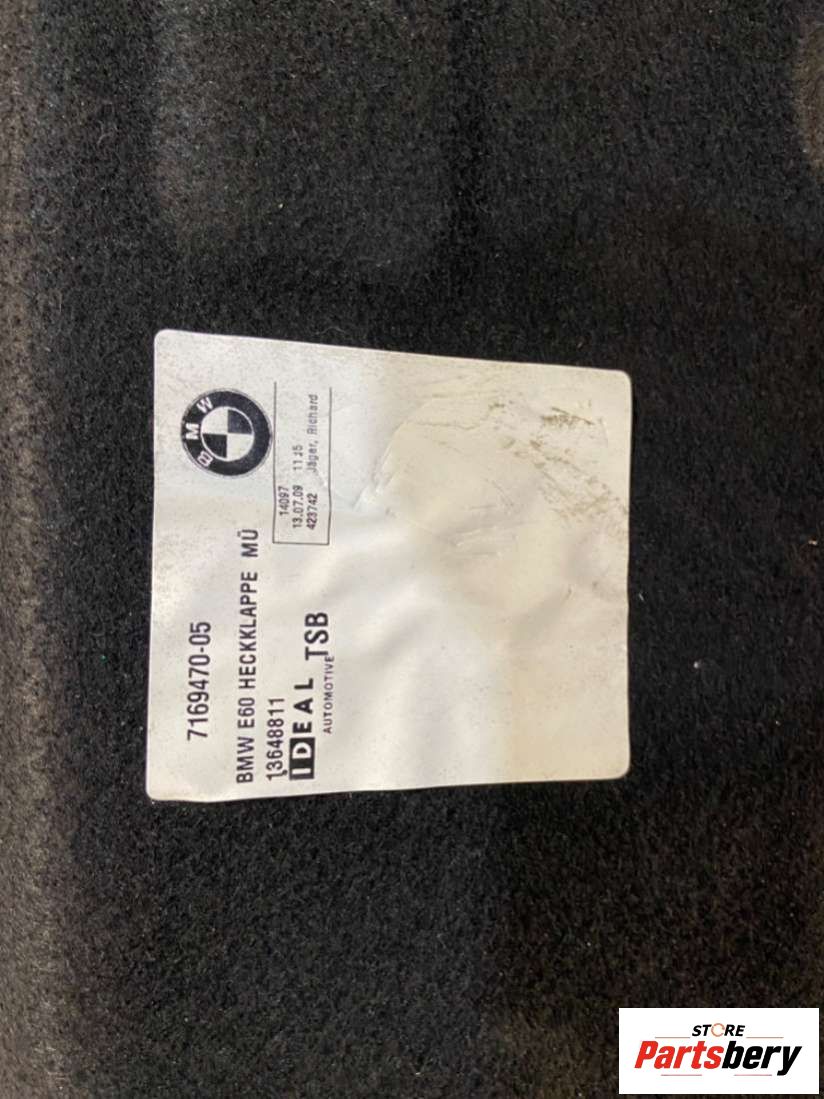 BMW
7169470-05
BMW E60 HECKKLAPPE MÜ
13648811
IDEAL TSB
AUTOMOTIVE
14097
13.07.09 11:15
423742 Jäger, Richard
STORE
Partsbery